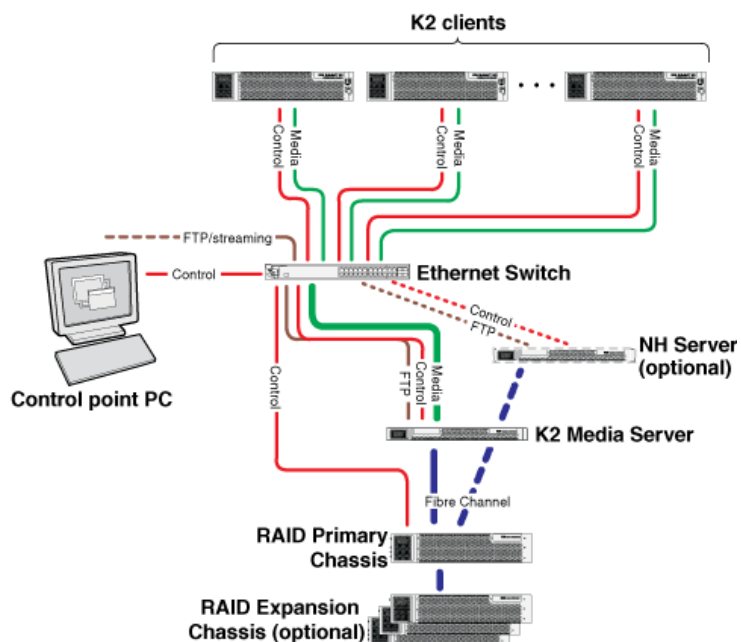 K2 clients
Control
Media
Control
Media
Control
Media
FTP/streaming
Control
Ethernet Switch
Control
FTP
NH Server
(optional)
Control point PC
Control
FTP
Control
Media
K2 Media Server
Fibre Channel
RAID Primary
Chassis
RAID Expansion
Chassis (optional)